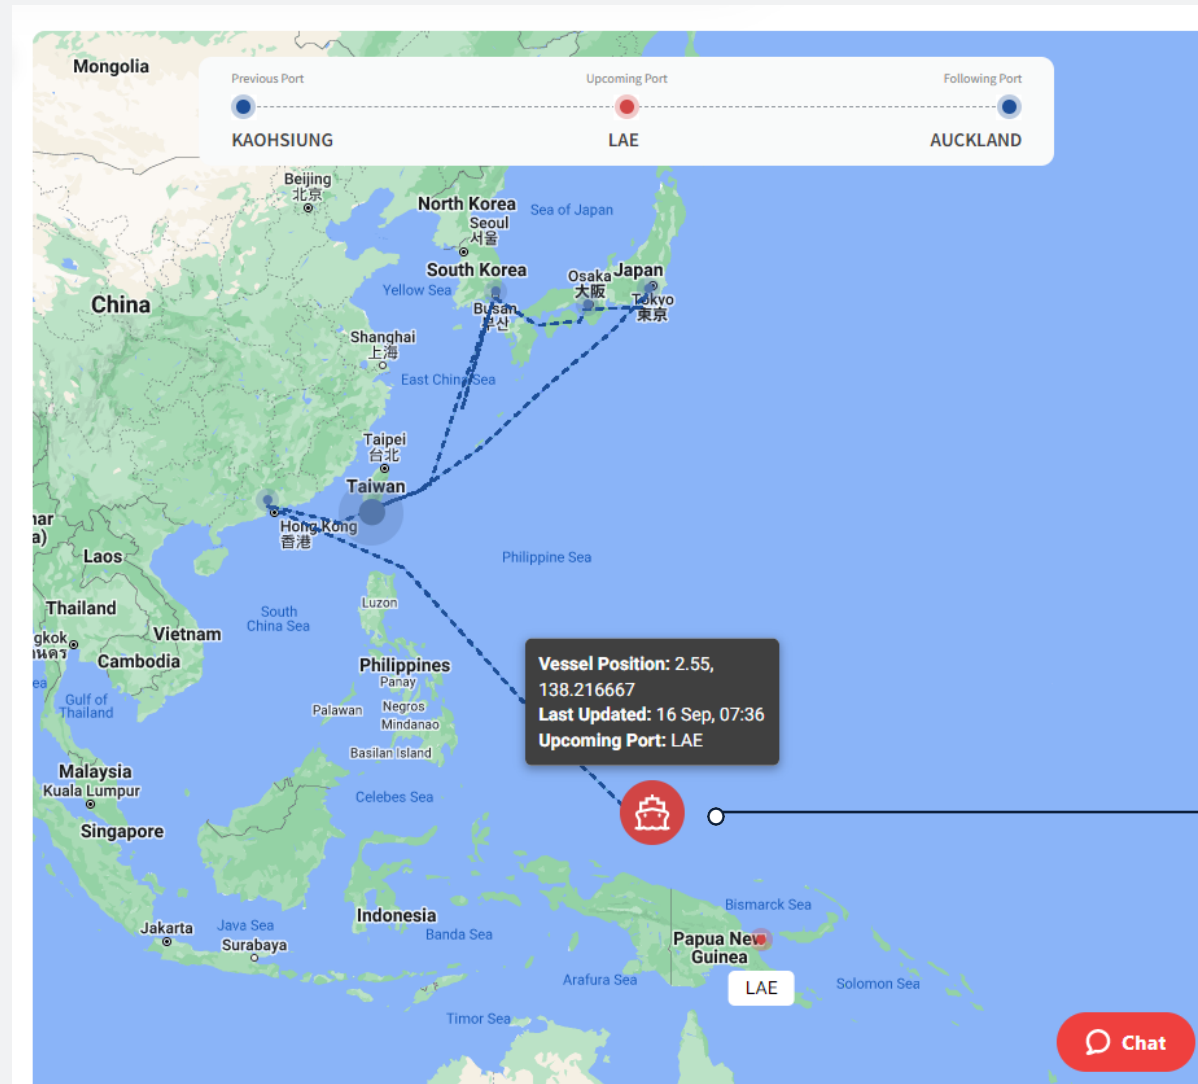 Mongolia
Previous Port
Upcoming Port
Following Port
KAOHSIUNG
LAE
AUCKLAND
Beijing
北京
North Korea
Sea of Japan
Seoul
서울
South Korea
Osaka
大阪
Japan
Yellow Sea
Tokyo
東京
China
Busan
부산
Shanghai
上海
East China Sea
Taipei
台北
Taiwan
Hong Kong
香港
Laos
Philippine Sea
Thailand
Luzon
South
China Sea
Vietnam
Cambodia
Gulf of
Thailand
Philippines
Panay
Palawan
Negros
Mindanao
Basilan Island
Vessel Position: 2.55,
138.216667
Last Updated: 16 Sep, 07:36
Upcoming Port: LAE
Malaysia
Kuala Lumpur
Celebes Sea
Singapore
Bismarck Sea
Indonesia
Jakarta
Java Sea
Surabaya
Banda Sea
Papua New
Guinea
Arafura Sea
LAE
Solomon Sea
Timor Sea
Chat